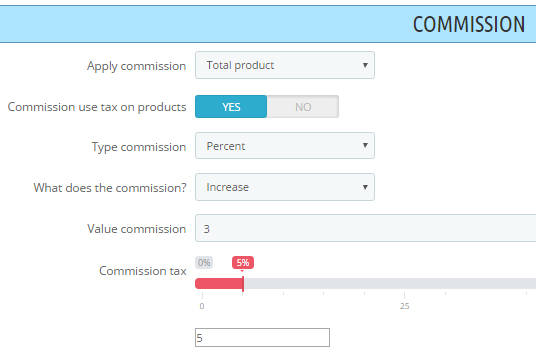 COMMISSION
Apply commission Total product
Commission use tax on products YES NO
Type commission Percent
What does the commission? Increase
Value commission 3
0% 5%
Commission tax
0 25
5